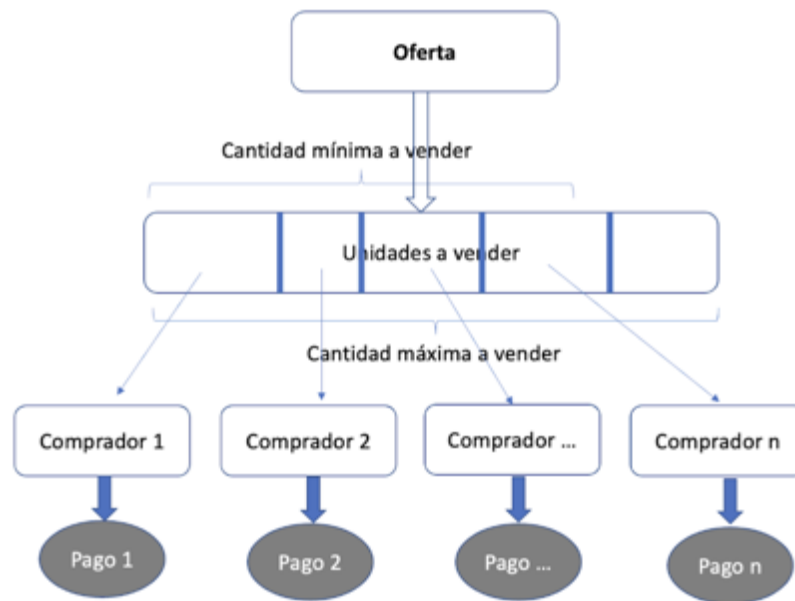 Oferta
Cantidad mínima a vender
Unidades a vender
Cantidad máxima a vender
Comprador 1
Comprador 2
Comprador ...
Comprador n
Pago 1
Pago 2
Pago ...
Pago n